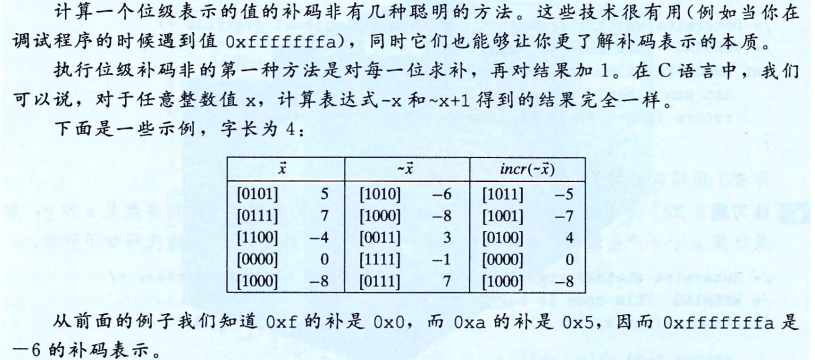 计算一个位级表示的值的补码非有几种聪明的方法。这些技术很有用(例如当你在
调试程序的时候遇到值 0xfffffffa)，同时它们也能够让你更了解补码表示的本质。
执行位级补码非的第一种方法是对每一位求补，再对结果加 1。在 C 语言中，我们
可以说，对于任意整数值 x，计算表达式-x 和~x+1 得到的结果完全一样。
下面是一些示例，字长为 4：
x⃗ ~x⃗ incr(~x⃗)
[0101] 5 [1010] −6 [1011] −5
[0111] 7 [1000] −8 [1001] −7
[1100] −4 [0011] 3 [0100] 4
[0000] 0 [1111] −1 [0000] 0
[1000] −8 [0111] 7 [1000] −8
从前面的例子我们知道 0xf 的补是 0x0，而 0xa 的补是 0x5，因而 0xfffffffa 是
−6 的补码表示。